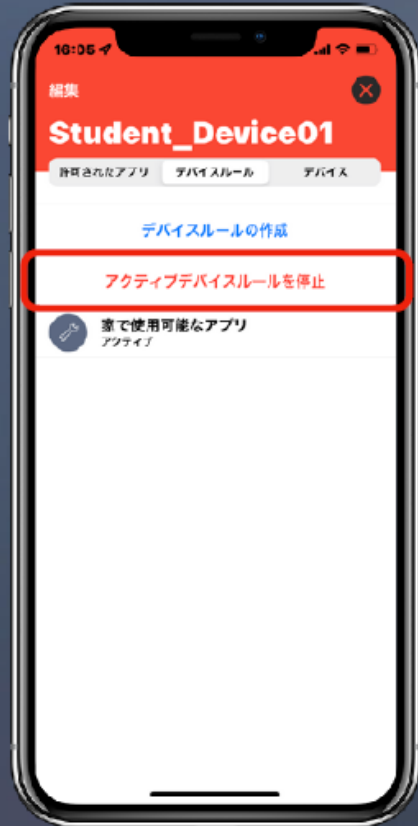 16:05
編集
Student_Device01
許可されたアプリ デバイスルール デバイス
デバイスルールの作成
アクティブデバイスルールを停止
家で使用可能なアプリ
アクティブ